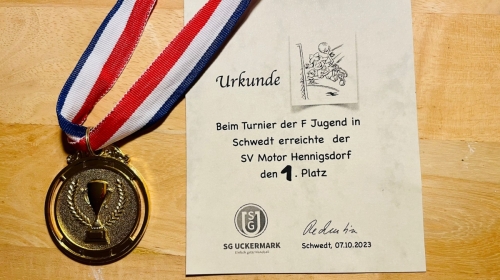 Urkunde
Beim Turnier der F Jugend in
Schwedt erreichte der
SV Motor Hennigsdorf
den 1. Platz
SG
SG UCKERMARK
Schwedt, 07.10.2023